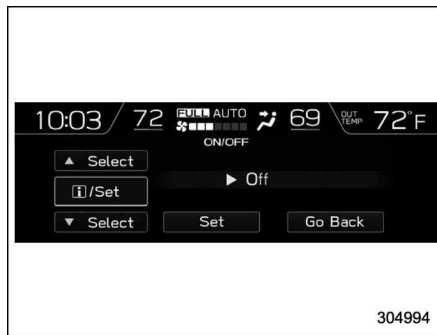 10:03 72 FULL AUTO 69 OUT TEMP 72°F
ON/OFF
▲ Select
i/Set
▶ Off
▼ Select Set Go Back
304994